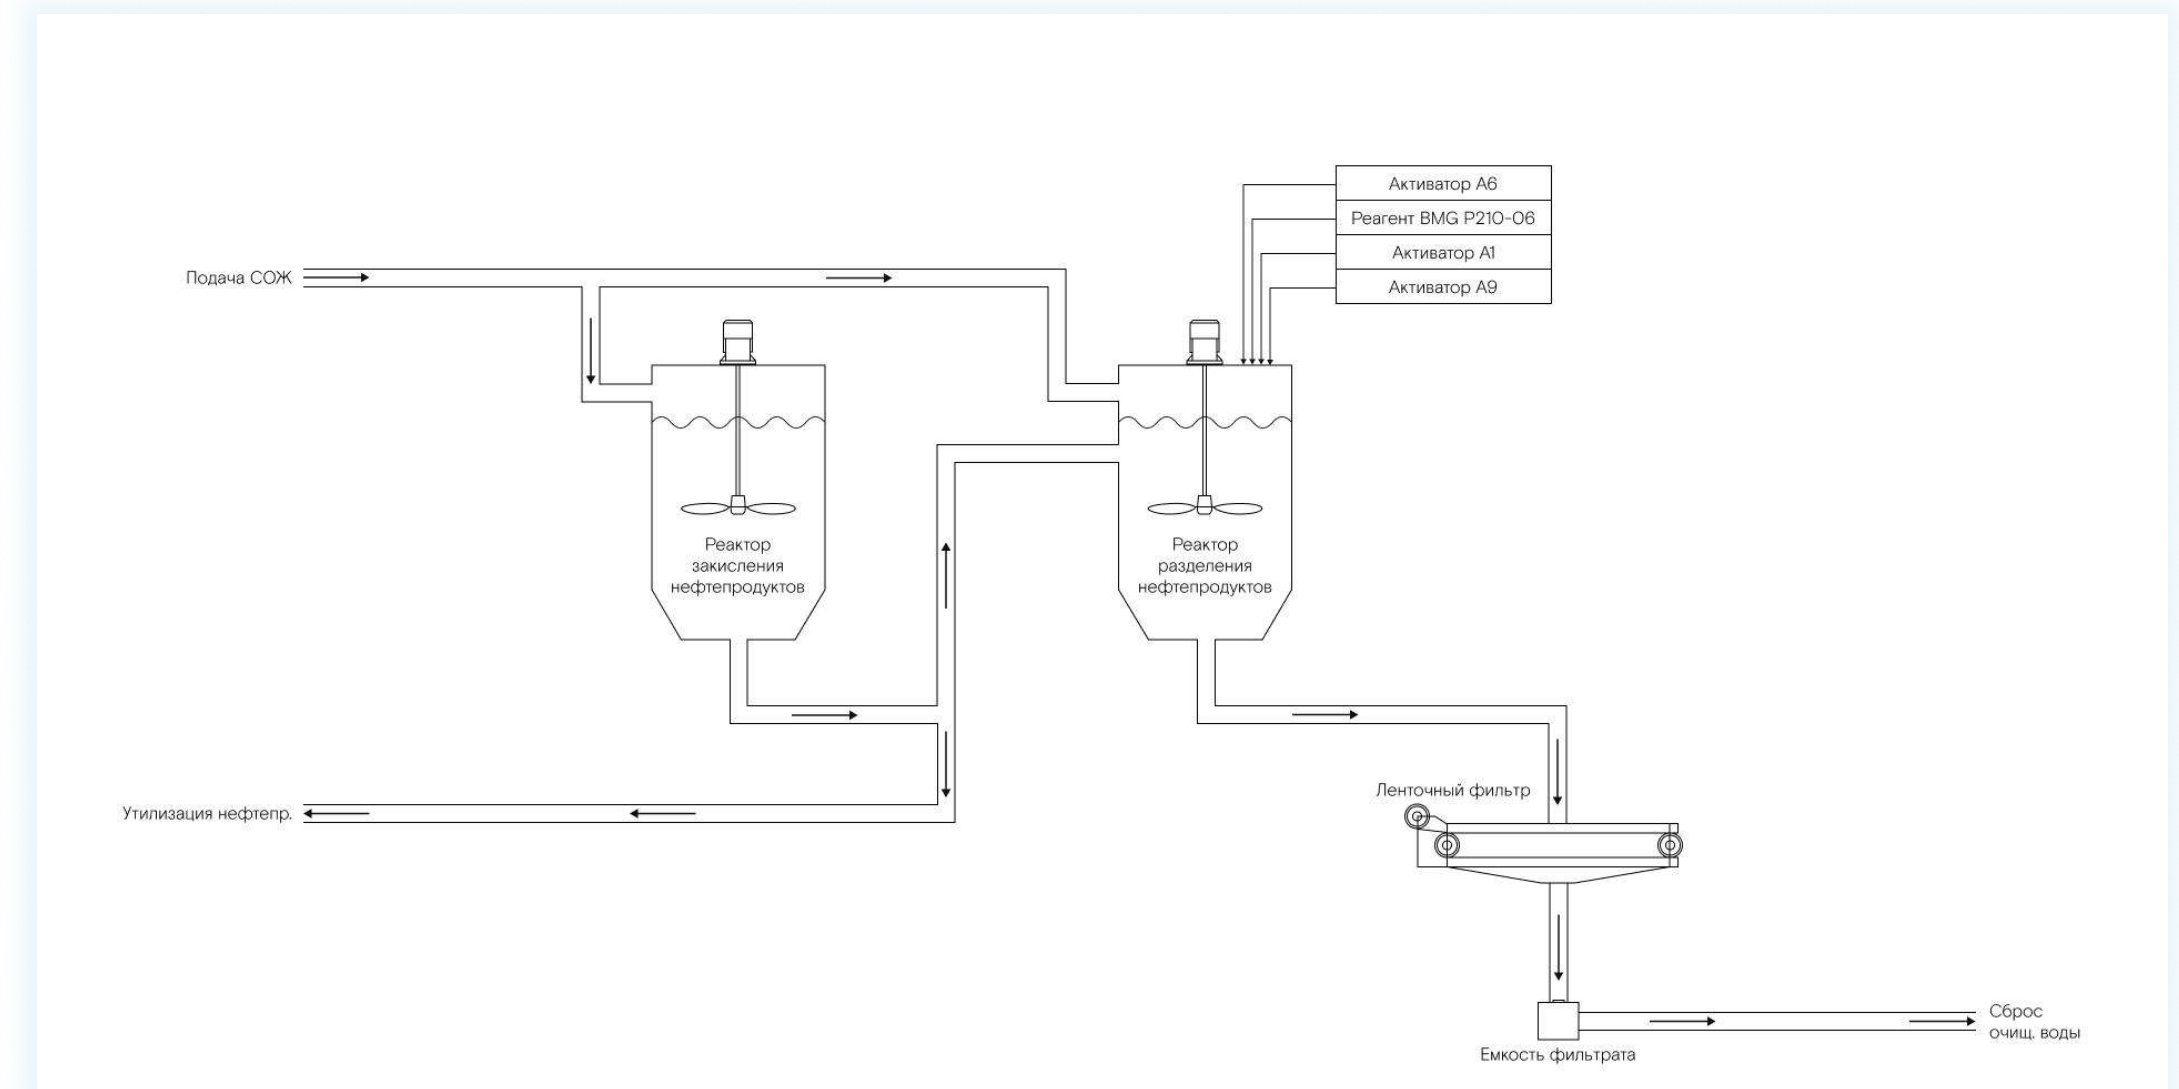 Активатор А6
Реагент BMG P210-06
Активатор А1
Активатор А9
Подача СОЖ
Реактор
закисления
нефтепродуктов
Реактор
разделения
нефтепродуктов
Ленточный фильтр
Утилизация нефтепр.
Сброс
очищ. воды
Емкость фильтрата